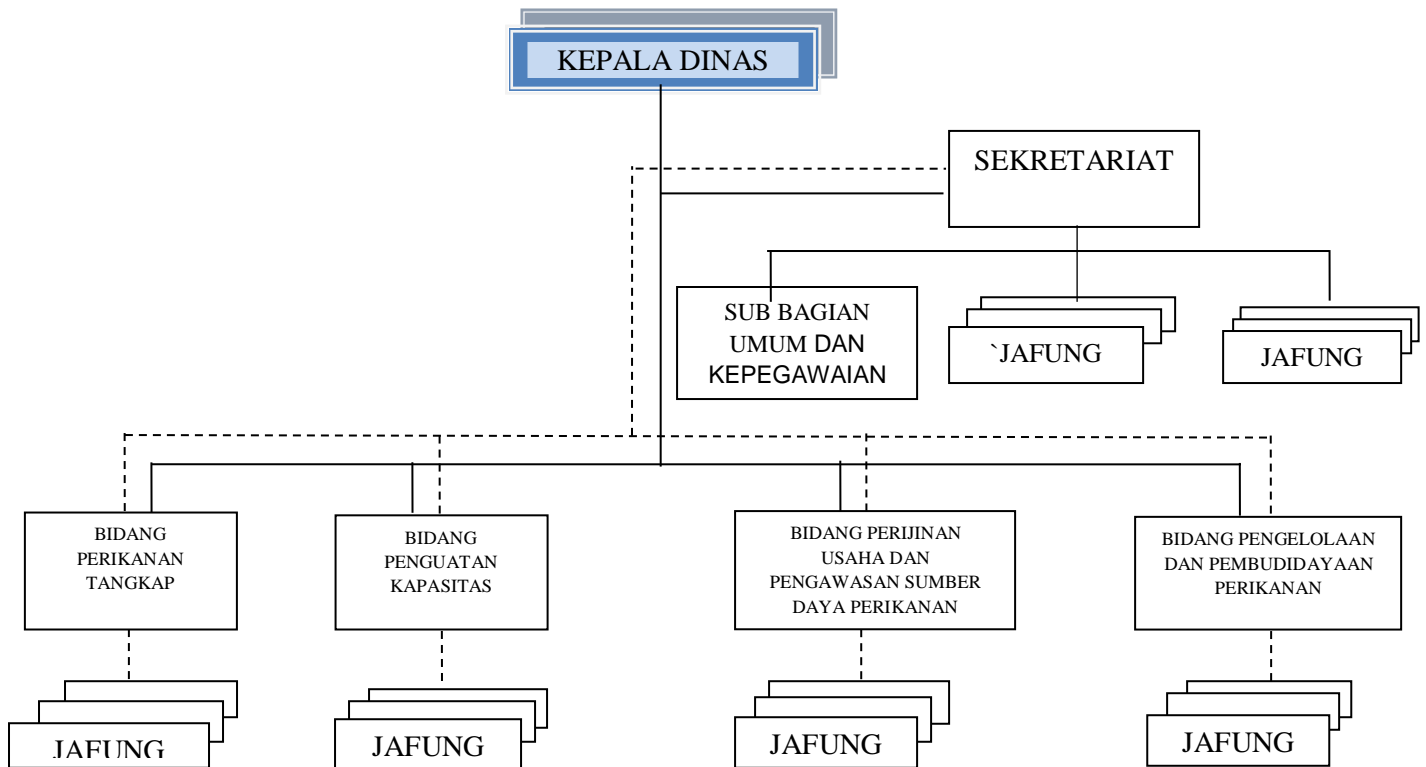 KEPALA DINAS
SEKRETARIAT
SUB BAGIAN
UMUM DAN
KEPEGAWAIAN
`JAFUNG
JAFUNG
BIDANG
PERIKANAN
TANGKAP
BIDANG
PENGUATAN
KAPASITAS
BIDANG PERIJINAN
USAHA DAN
PENGAWASAN SUMBER
DAYA PERIKANAN
BIDANG PENGELOLAAN
DAN PEMBUDIDAYAAN
PERIKANAN
JAFUNG
JAFUNG
JAFUNG
JAFUNG